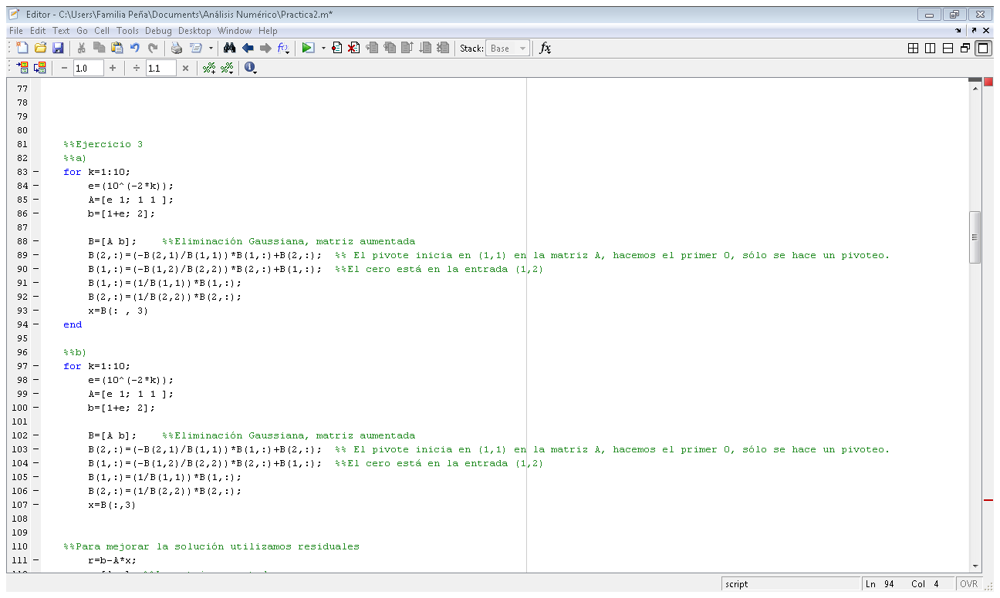 Editor - C:\Users\Familia Peña\Documents\Análisis Numérico\Practica2.m*
File Edit Text Go Cell Tools Debug Desktop Window Help
Stack: Base fx
− 1.0 + ÷ 1.1 ×
77
78
79
80
81 %%Ejercicio 3
82 %%a)
83 – for k=1:10;
84 – e=(10^(-2*k));
85 – A=[e 1; 1 1 ];
86 – b=[1+e; 2];
87
88 – B=[A b]; %%Eliminación Gaussiana, matriz aumentada
89 – B(2,:)=(-B(2,1)/B(1,1))*B(1,:)+B(2,:); %% El pivote inicia en (1,1) en la matriz A, hacemos el primer 0, sólo se hace un pivoteo.
90 – B(1,:)=(-B(1,2)/B(2,2))*B(2,:)+B(1,:); %%El cero está en la entrada (1,2)
91 – B(1,:)=(1/B(1,1))*B(1,:);
92 – B(2,:)=(1/B(2,2))*B(2,:);
93 – x=B(: , 3)
94 – end
95
96 %%b)
97 – for k=1:10;
98 – e=(10^(-2*k));
99 – A=[e 1; 1 1 ];
100 – b=[1+e; 2];
101
102 – B=[A b]; %%Eliminación Gaussiana, matriz aumentada
103 – B(2,:)=(-B(2,1)/B(1,1))*B(1,:)+B(2,:); %% El pivote inicia en (1,1) en la matriz A, hacemos el primer 0, sólo se hace un pivoteo.
104 – B(1,:)=(-B(1,2)/B(2,2))*B(2,:)+B(1,:); %%El cero está en la entrada (1,2)
105 – B(1,:)=(1/B(1,1))*B(1,:);
106 – B(2,:)=(1/B(2,2))*B(2,:);
107 – x=B(:,3)
108
109
110 %%Para mejorar la solución utilizamos residuales
111 – r=b-A*x;
script Ln 94 Col 4 OVR